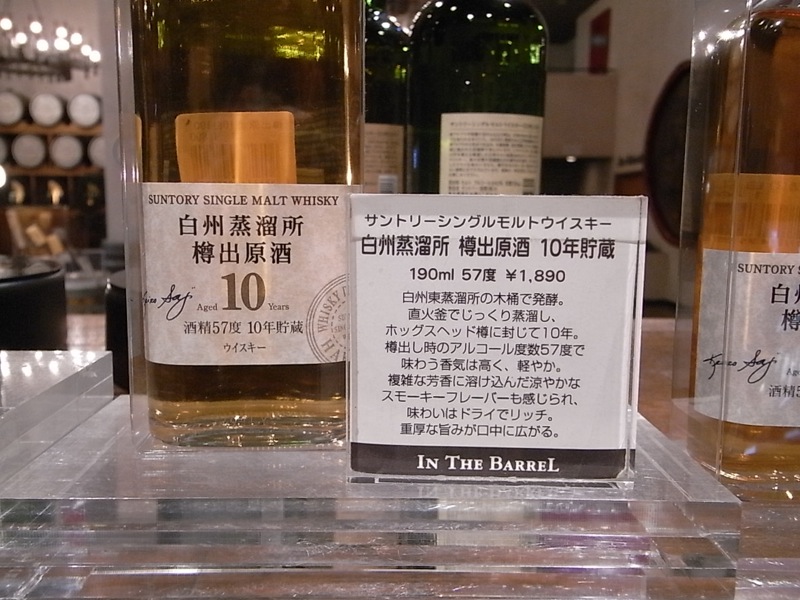 SUNTORY SINGLE MALT WHISKY
白州蒸溜所
樽出原酒
Aged 10 Years
酒精57度 10年貯蔵
ウイスキー
サントリーシングルモルトウイスキー
白州蒸溜所 樽出原酒 10年貯蔵
190ml 57度 ¥1,890
白州東蒸溜所の木桶で発酵。
直火釜でじっくり蒸溜し、
ホッグスヘッド樽に封じて10年。
樽出し時のアルコール度数57度で
味わう香気は高く、軽やか。
複雑な芳香に溶け込んだ涼やかな
スモーキーフレーバーも感じられ、
味わいはドライでリッチ。
重厚な旨みが口中に広がる。
IN THE BARREL
SUNTORY S
白州
樽
酒精5